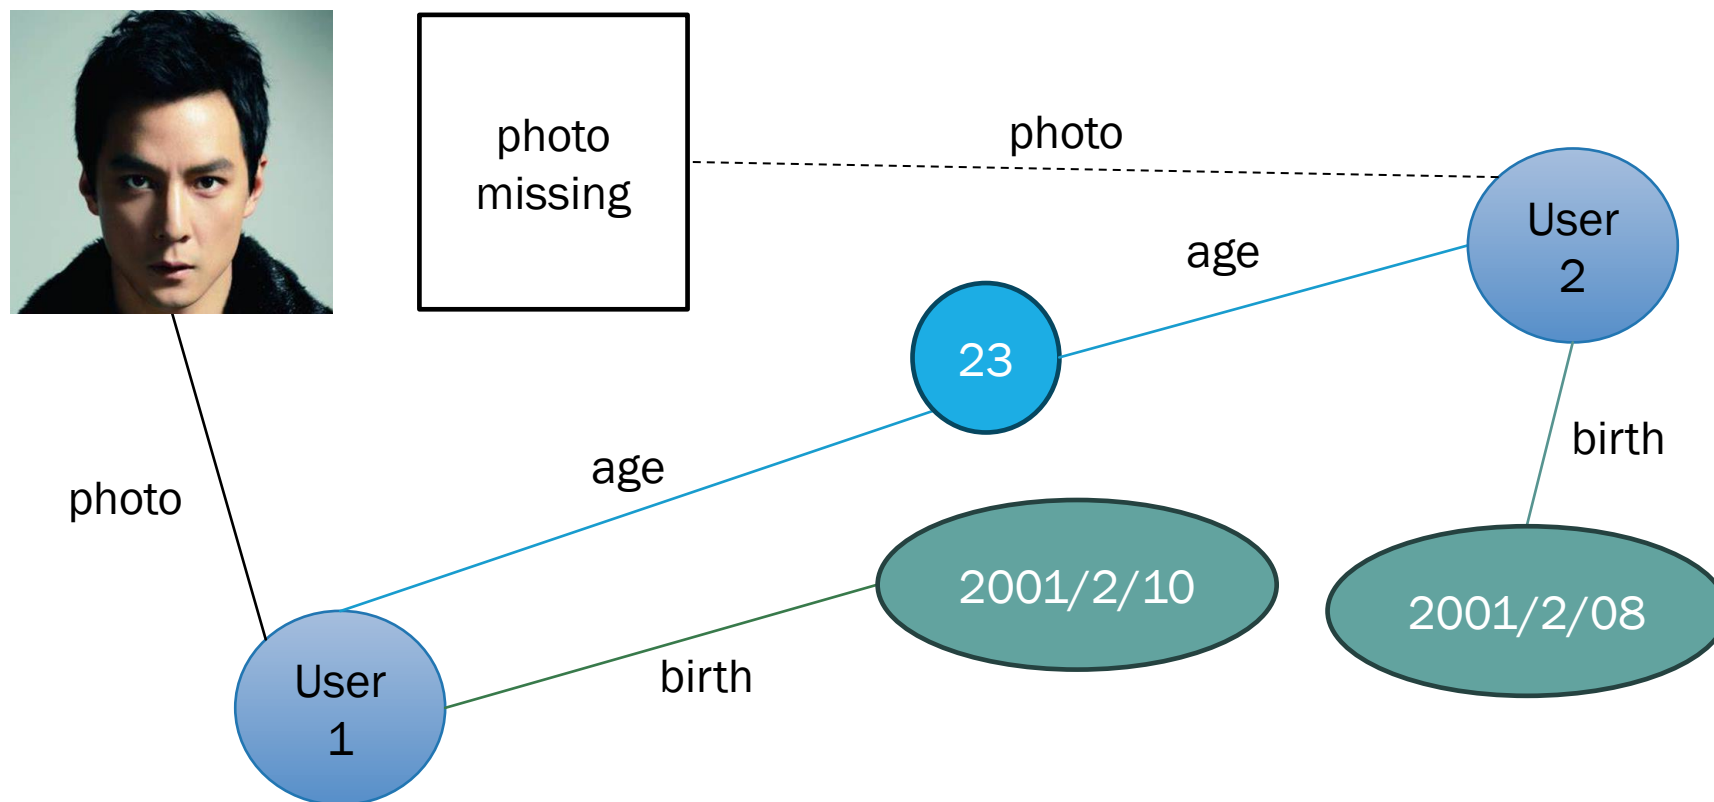 photo
missing
photo
User
2
age
23
birth
age
photo
2001/2/10
2001/2/08
birth
User
1